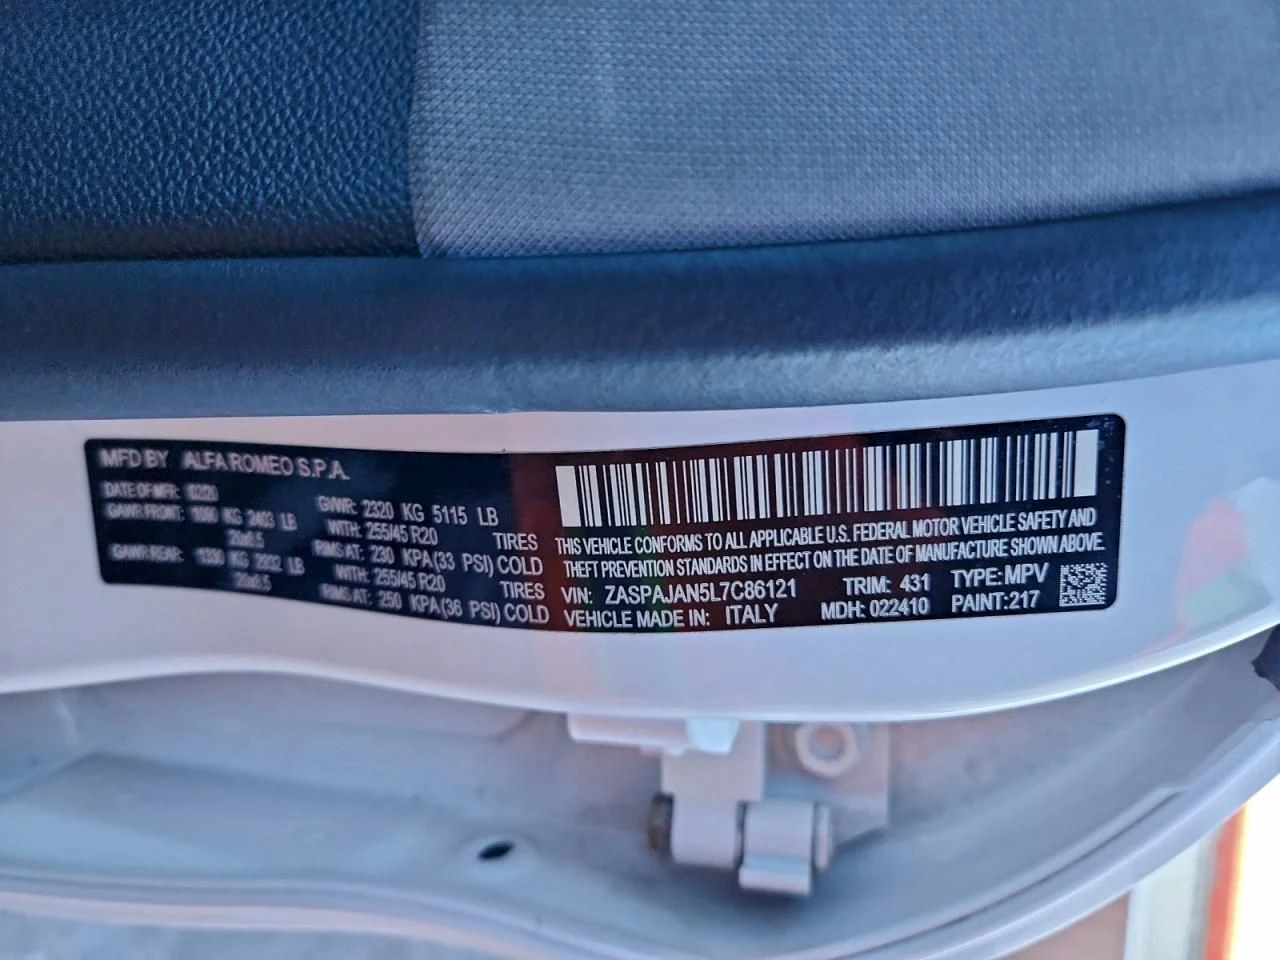 MFD BY ALFA ROMEO S.P.A.
DATE OF MFR: 02/20 GVWR: 2320 KG 5115 LB
GAWR FRONT: KG 2403 LB WITH: 255/45 R20 TIRES
20x8.5 RIMS AT: 230 KPA(33 PSI) COLD
GAWR REAR: KG LB WITH: 255/45 R20 TIRES
20x8.5 RIMS AT: 250 KPA(36 PSI) COLD
THIS VEHICLE CONFORMS TO ALL APPLICABLE U.S. FEDERAL MOTOR VEHICLE SAFETY AND
THEFT PREVENTION STANDARDS IN EFFECT ON THE DATE OF MANUFACTURE SHOWN ABOVE.
VIN: ZASPAJAN5L7C86121 TRIM: 431 TYPE: MPV
VEHICLE MADE IN: ITALY MDH: 022410 PAINT:217